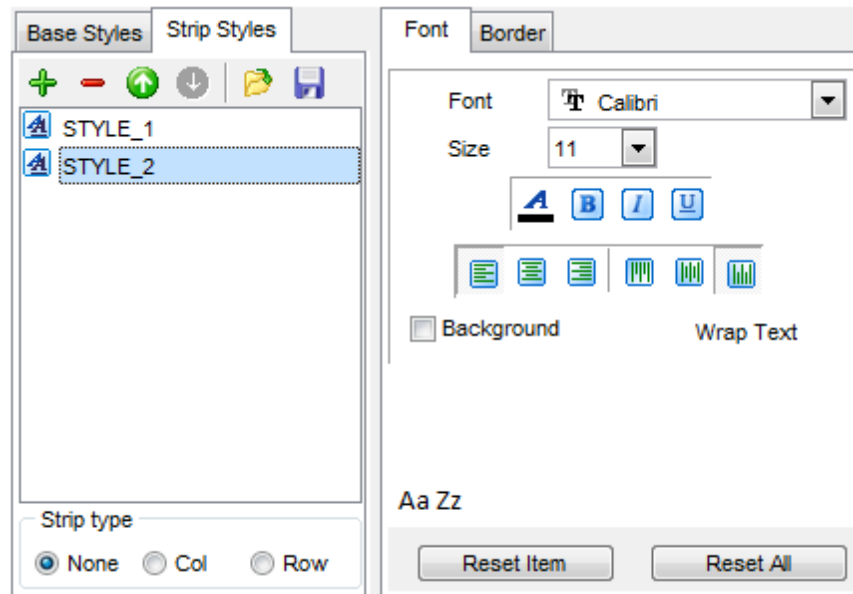 Base Styles Strip Styles
STYLE_1
STYLE_2
Strip type
None Col Row
Font Border
Font Calibri
Size 11
A B I U
Background Wrap Text
Aa Zz
Reset Item Reset All